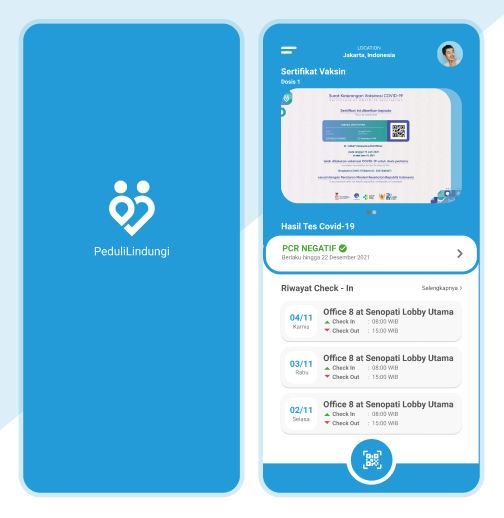 PeduliLindungi
LOCATION
Jakarta, Indonesia
Sertifikat Vaksin
Dosis 1
Surat Keterangan Vaksinasi COVID-19
Sertifikat ini diberikan kepada
Hasil Tes Covid-19
PCR NEGATIF
Berlaku hingga 22 Desember 2021
Riwayat Check - In
Selengkapnya >
04/11
Kamis
Office 8 at Senopati Lobby Utama
Check In : 08:00 WIB
Check Out : 15:00 WIB
03/11
Rabu
Office 8 at Senopati Lobby Utama
Check In : 08:00 WIB
Check Out : 15:00 WIB
02/11
Selasa
Office 8 at Senopati Lobby Utama
Check In : 08:00 WIB
Check Out : 15:00 WIB